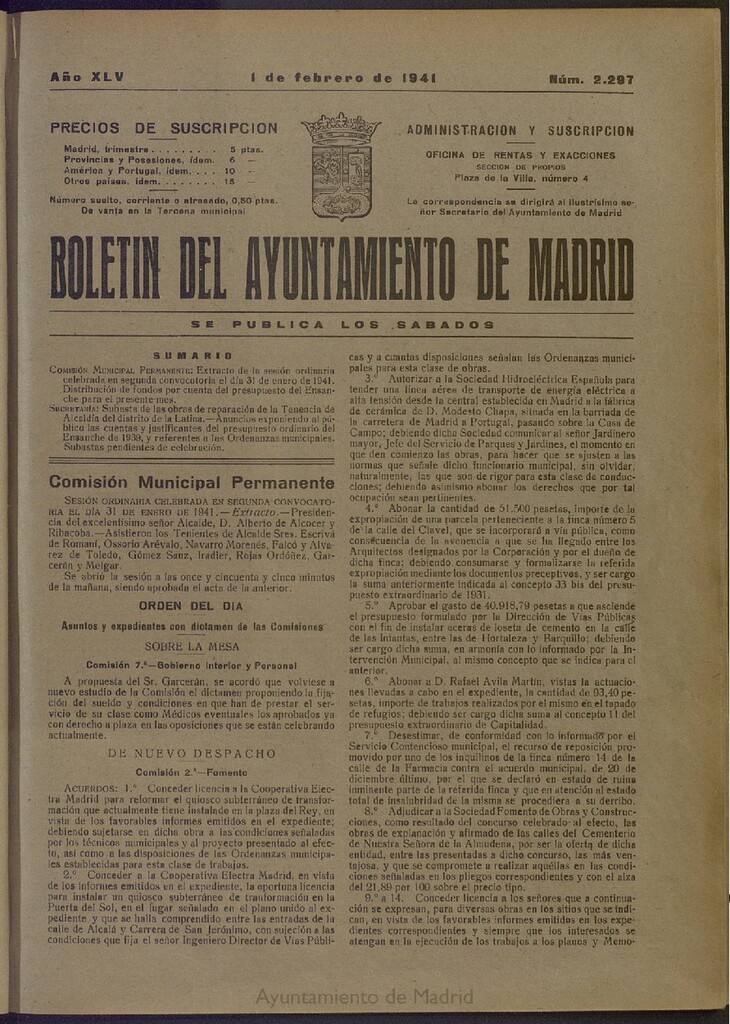 Año XLV
1 de febrero de 1941
Núm. 2.297
PRECIOS DE SUSCRIPCION
Madrid, trimestre . . . . . . . . . 5 ptas.
Provincias y Posesiones, ídem. 6 —
América y Portugal, ídem. . . . 10 —
Otros países, ídem. . . . . . . . 15 —
Número suelto, corriente o atrasado, 0,50 ptas.
De venta en la Tercena municipal
ADMINISTRACION Y SUSCRIPCION
OFICINA DE RENTAS Y EXACCIONES
SECCION DE PROPIOS
Plaza de la Villa, número 4
La correspondencia se dirigirá al ilustrísimo se-
ñor Secretario del Ayuntamiento de Madrid
BOLETIN DEL AYUNTAMIENTO DE MADRID
SE PUBLICA LOS SABADOS
SUMARIO
COMISIÓN MUNICIPAL PERMANENTE: Extracto de la sesión ordinaria
celebrada en segunda convocatoria el día 31 de enero de 1941.
Distribución de fondos por cuenta del presupuesto del Ensan-
che para el presente mes.
SECRETARÍA: Subasta de las obras de reparación de la Tenencia de
Alcaldía del distrito de la Latina.—Anuncios exponiendo al pú-
blico las cuentas y justificantes del presupuesto ordinario del
Ensanche de 1939, y referentes a las Ordenanzas municipales.
Subastas pendientes de celebración.
Comisión Municipal Permanente
SESIÓN ORDINARIA CELEBRADA EN SEGUNDA CONVOCATO-
RIA EL DÍA 31 DE ENERO DE 1941.—Extracto.—Presiden-
cia del excelentísimo señor Alcalde, D. Alberto de Alcocer y
Ribacoba.—Asistieron los Tenientes de Alcalde Sres. Escrivá
de Romaní, Ossorio Arévalo, Navarro Morenés, Falcó y Alva-
rez de Toledo, Gómez Sanz, Iradier, Rojas Ordóñez, Gar-
cerán y Melgar.
Se abrió la sesión a las once y cincuenta y cinco minutos
de la mañana, siendo aprobada el acta de la anterior.
ORDEN DEL DIA
Asuntos y expedientes con dictamen de las Comisiones
SOBRE LA MESA
Comisión 7.ª—Gobierno Interior y Personal
A propuesta del Sr. Garcerán, se acordó que volviese a
nuevo estudio de la Comisión el dictamen proponiendo la fija-
ción del sueldo y condiciones en que han de prestar el ser-
vicio de su clase como Médicos eventuales los aprobados ya
con derecho a plaza en las oposiciones que se están celebrando
actualmente.
DE NUEVO DESPACHO
Comisión 2.ª—Fomento
ACUERDOS: 1.º Conceder licencia a la Cooperativa Elec-
tra Madrid para reformar el quiosco subterráneo de transfor-
mación que actualmente tiene instalado en la plaza del Rey, en
vista de los favorables informes emitidos en el expediente;
debiendo sujetarse en dicha obra a las condiciones señaladas
por los técnicos municipales y al proyecto presentado al efec-
to, así como a las disposiciones de las Ordenanzas municipa-
les establecidas para esta clase de trabajos.
2.º Conceder a la Cooperativa Electra Madrid, en vista
de los informes emitidos en el expediente, la oportuna licencia
para instalar un quiosco subterráneo de tranformación en la
Puerta del Sol, en el lugar señalado en el plano unido al ex-
pediente y que se halla comprendido entre las entradas de la
calle de Alcalá y Carrera de San Jerónimo, con sujeción a las
condiciones que fija el señor Ingeniero Director de Vías Públi-
cas y a cuantas disposiciones señalan las Ordenanzas munici-
pales para esta clase de obras.
3.º Autorizar a la Sociedad Hidroeléctrica Española para
tender una línea aérea de transporte de energía eléctrica a
alta tensión desde la central establecida en Madrid a la fábrica
de cerámica de D. Modesto Chapa, situada en la barriada de
la carretera de Madrid a Portugal, pasando sobre la Casa de
Campo; debiendo dicha Sociedad comunicar al señor Jardinero
mayor, Jefe del Servicio de Parques y Jardines, el momento en
que den comienzo las obras, para hacer que se ajusten a las
normas que señale dicho funcionario municipal, sin olvidar,
naturalmente, las que son de rigor para esta clase de conduc-
ciones; debiendo asimismo abonar los derechos que por tal
ocupación sean pertinentes.
4.º Abonar la cantidad de 51.500 pesetas, importe de la
expropiación de una parcela perteneciente a la finca número 5
de la calle del Clavel, que se incorporará a vía pública, como
consecuencia de la avenencia a que se ha llegado entre los
Arquitectos designados por la Corporación y por el dueño de
dicha finca; debiendo consumarse y formalizarse la referida
expropiación mediante los documentos preceptivos, y ser cargo
la suma anteriormente indicada al concepto 33 bis del presu-
puesto extraordinario de 1931.
5.º Aprobar el gasto de 40.918,79 pesetas a que asciende
el presupuesto formulado por la Dirección de Vías Públicas
con el fin de instalar aceras de loseta de cemento en la calle
de las Infantas, entre las de Hortaleza y Barquillo; debiendo
ser cargo dicha suma, en armonía con lo informado por la In-
tervención Municipal, al mismo concepto que se indica para el
anterior.
6.º Abonar a D. Rafael Avila Martín, vistas la actuacio-
nes llevadas a cabo en el expediente, la cantidad de 93,40 pe-
setas, importe de trabajos realizados por el mismo en el tapado
de refugios; debiendo ser cargo dicha suma al concepto 11 del
presupuesto extraordinario de Capitalidad.
7.º Desestimar, de conformidad con lo informado por el
Servicio Contencioso municipal, el recurso de reposición pro-
movido por uno de los inquilinos de la finca número 14 de la
calle de la Farmacia contra el acuerdo municipal, de 20 de
diciembre último, por el que se declaró en estado de ruina
inminente parte de la referida finca y que en atención al estado
total de insalubridad de la misma se procediera a su derribo.
8.º Adjudicar a la Sociedad Fomento de Obras y Construc-
ciones, como resultado del concurso celebrado al efecto, las
obras de explanación y afirmado de las calles del Cementerio
de Nuestra Señora de la Almudena, por ser la oferta de dicha
entidad, entre las presentadas a dicho concurso, las más ven-
tajosa, y que se compromete a realizar aquéllas en las condi-
ciones señaladas en los pliegos correspondientes y con el alza
del 21,89 por 100 sobre el precio tipo.
9.º a 14. Conceder licencia a los señores que a continua-
ción se expresan, para diversas obras en los sitios que se indi-
can, en vista de los favorables informes emitidos en los expe-
dientes correspondientes y siempre que los interesados se
atengan en la ejecución de los trabajos a los planos y Memo-
Ayuntamiento de Madrid